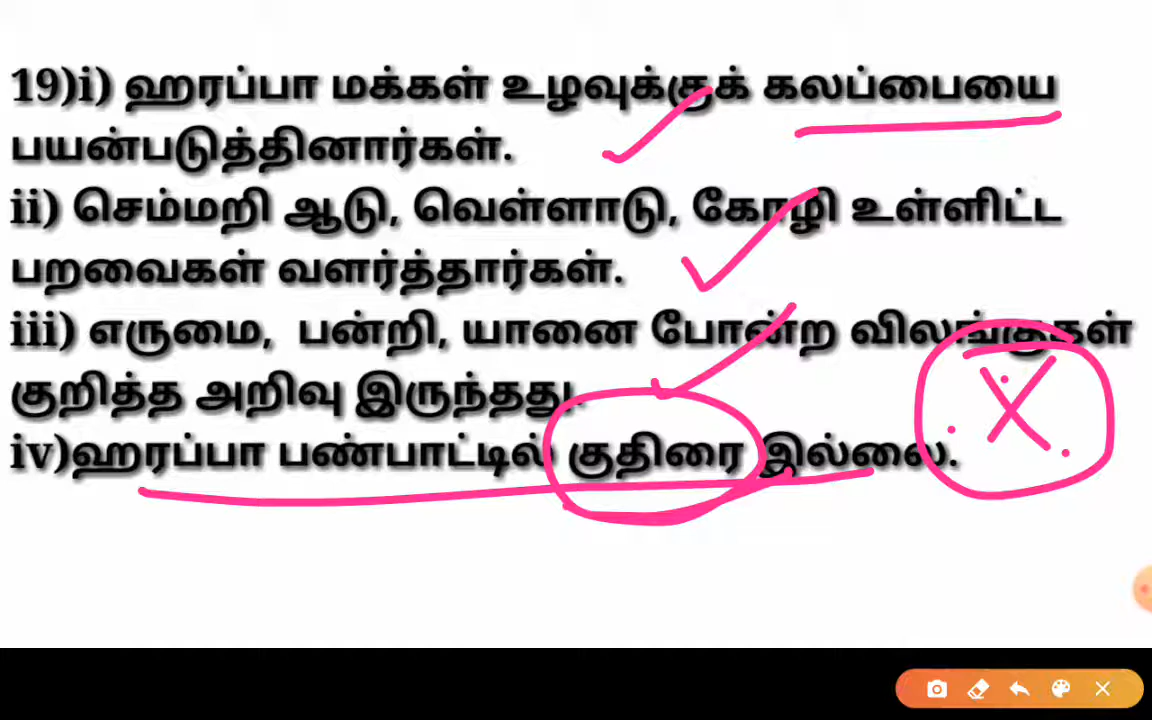 19)i) ஹரப்பா மக்கள் உழவுக்குக் கலப்பையை
பயன்படுத்தினார்கள்.
ii) செம்மறி ஆடு, வெள்ளாடு, கோழி உள்ளிட்ட
பறவைகள் வளர்த்தார்கள்.
iii) எருமை, பன்றி, யானை போன்ற விலங்குகள்
குறித்த அறிவு இருந்தது.
iv)ஹரப்பா பண்பாட்டில் குதிரை இல்லை.